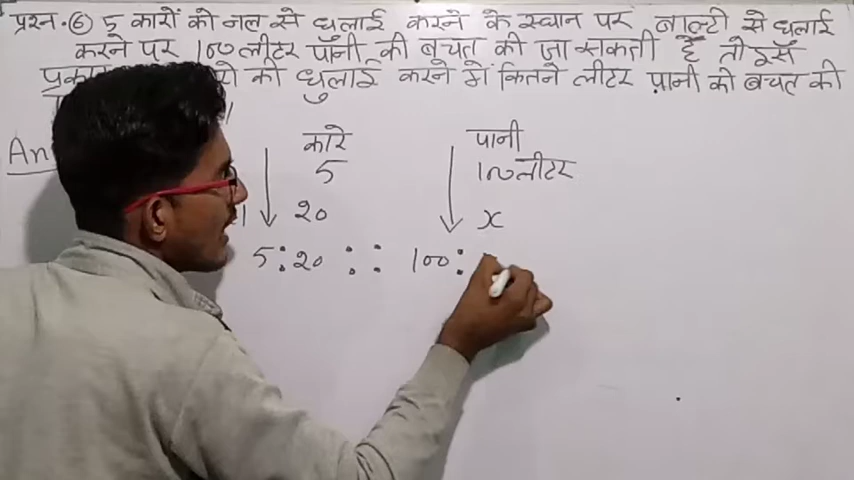 प्रश्न.⑥ 5 कारों को नल से धुलाई करने के स्थान पर बाल्टी से धुलाई
करने पर 100 लीटर पानी की बचत की जा सकती है तो इस
की धुलाई करने में कितने लीटर पानी की बचत की
An
कारे पानी
5 100 लीटर
20 x
5:20 :: 100: